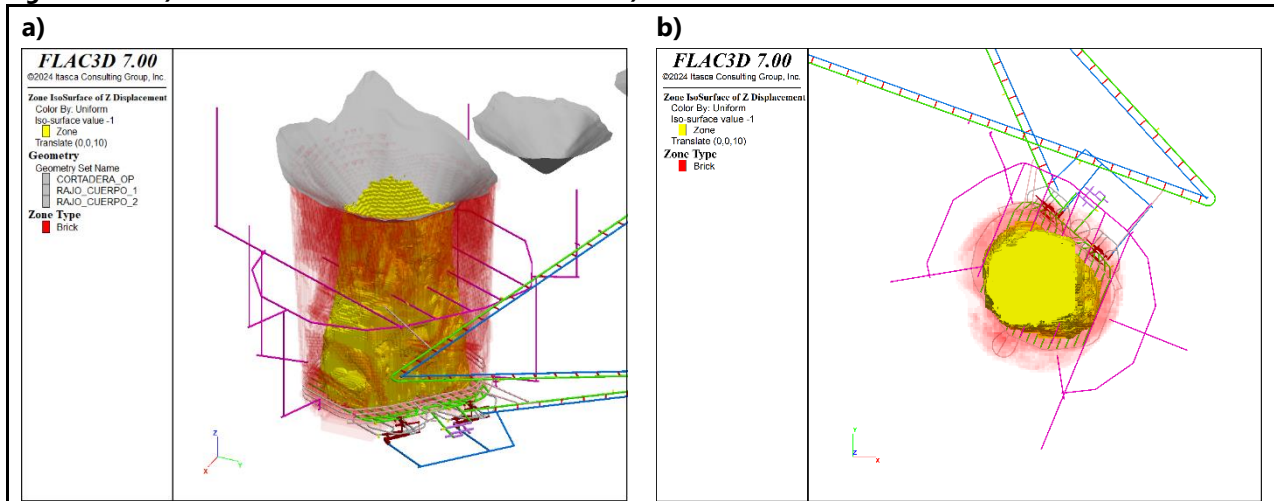 a)
FLAC3D 7.00
©2024 Itasca Consulting Group, Inc.
Zone IsoSurface of Z Displacement
Color By: Uniform
Iso-surface value -1
Zone
Translate (0,0,10)
Geometry
Geometry Set Name
CORTADERA_OP
RAJO_CUERPO_1
RAJO_CUERPO_2
Zone Type
Brick
Z
Y
X
b)
FLAC3D 7.00
©2024 Itasca Consulting Group, Inc.
Zone IsoSurface of Z Displacement
Color By: Uniform
Iso-surface value -1
Zone
Translate (0,0,10)
Zone Type
Brick
Y
Z
X